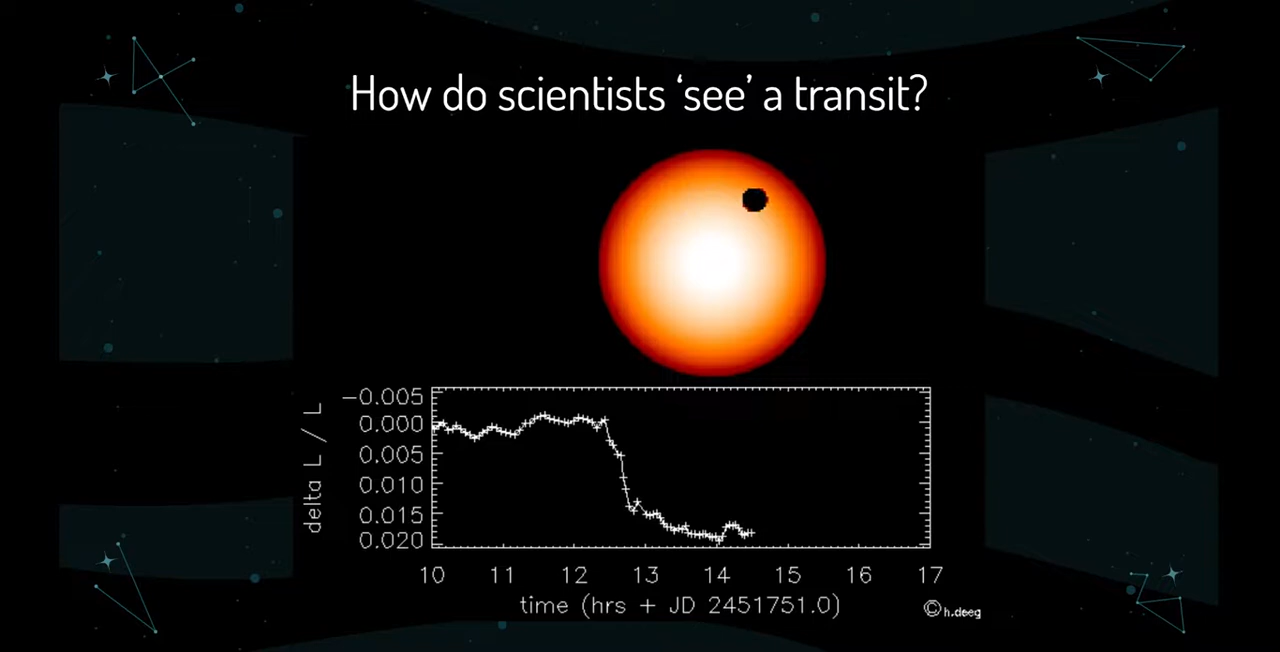 How do scientists ‘see’ a transit?
−0.005
0.000
0.005
0.010
0.015
0.020
delta L / L
10 11 12 13 14 15 16 17
time (hrs + JD 2451751.0)
©h.deeg